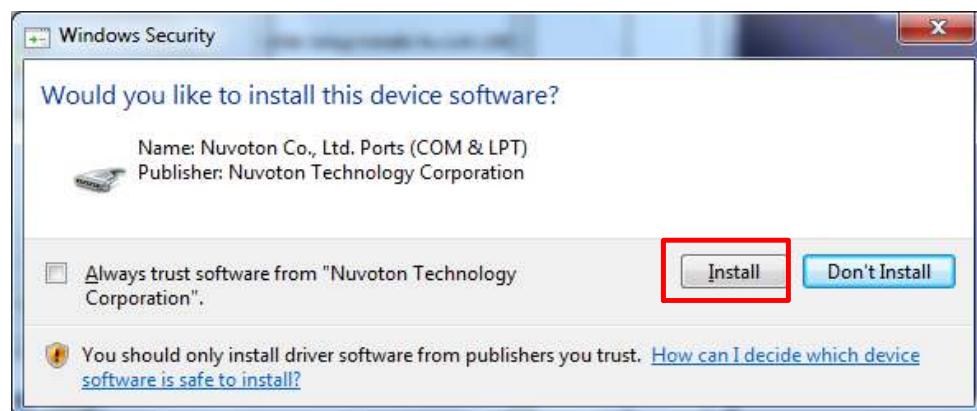 Windows Security
X
Would you like to install this device software?
Name: Nuvoton Co., Ltd. Ports (COM & LPT)
Publisher: Nuvoton Technology Corporation
Always trust software from "Nuvoton Technology
Corporation".
Install
Don't Install
You should only install driver software from publishers you trust. How can I decide which device
software is safe to install?